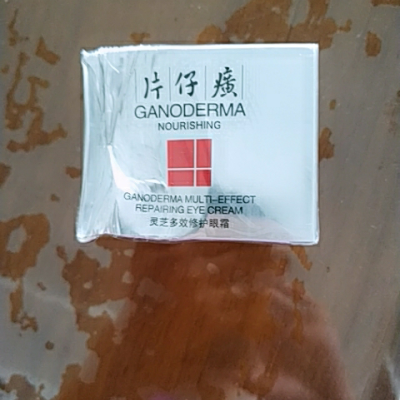 片仔癀
GANODERMA
NOURISHING
GANODERMA MULTI-EFFECT
REPAIRING EYE CREAM
灵芝多效修护眼霜